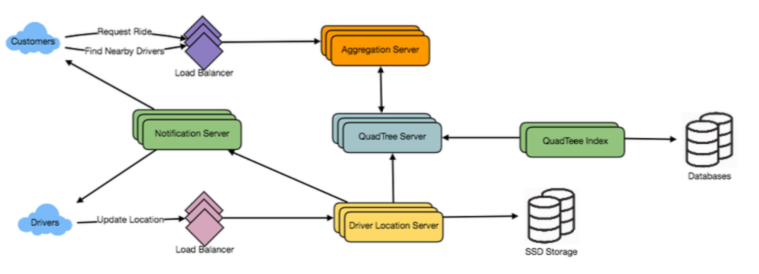 Customers
Request Ride
Find Nearby Drivers
Load Balancer
Aggregation Server
Notification Server
QuadTree Server
QuadTeee Index
Databases
Drivers
Update Location
Load Balancer
Driver Location Server
SSD Storage